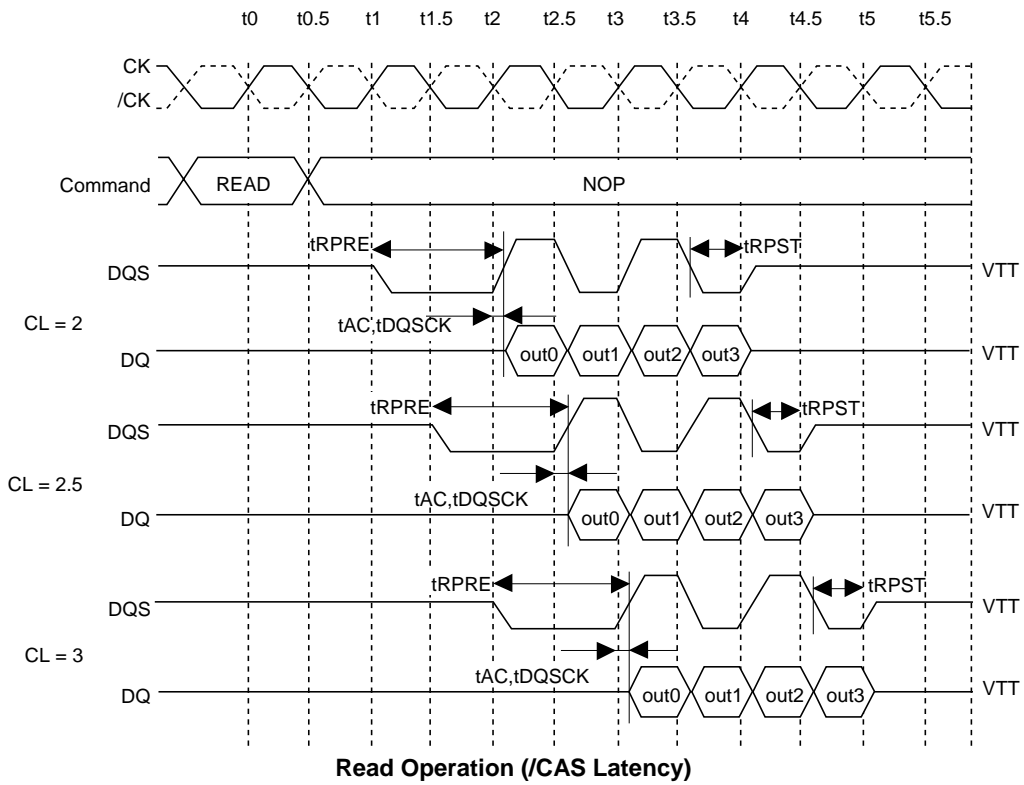 t0 t0.5 t1 t1.5 t2 t2.5 t3 t3.5 t4 t4.5 t5 t5.5
CK
/CK
Command READ NOP
tRPRE tRPST
DQS VTT
CL = 2
tAC,tDQSCK
DQ out0 out1 out2 out3 VTT
tRPRE tRPST
DQS VTT
CL = 2.5
tAC,tDQSCK
DQ out0 out1 out2 out3 VTT
tRPRE tRPST
DQS VTT
CL = 3
tAC,tDQSCK
DQ out0 out1 out2 out3 VTT
Read Operation (/CAS Latency)